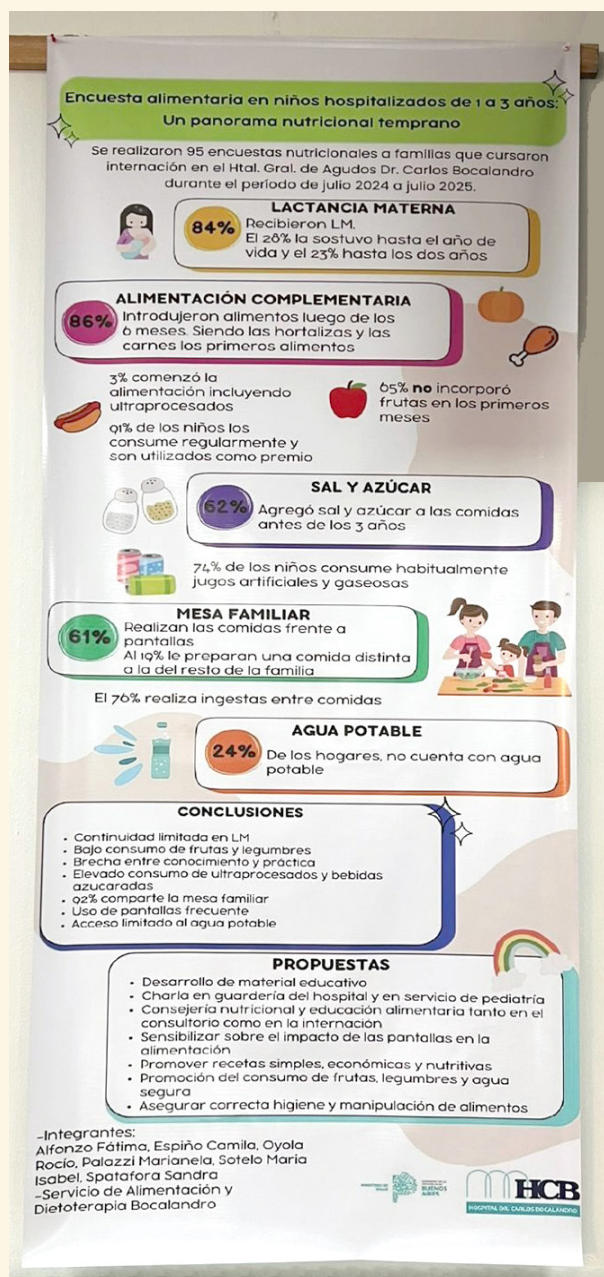 Encuesta alimentaria en niños hospitalizados de 1 a 3 años:
Un panorama nutricional temprano
Se realizaron 95 encuestas nutricionales a familias que cursaron
internación en el Htal. Gral. de Agudos Dr. Carlos Bocalandro
durante el período de julio 2024 a julio 2025.
LACTANCIA MATERNA
84%
Recibieron LM.
El 28% la sostuvo hasta el año de
vida y el 23% hasta los dos años
ALIMENTACIÓN COMPLEMENTARIA
86%
Introdujeron alimentos luego de los
6 meses. Siendo las hortalizas y las
carnes los primeros alimentos
3% comenzó la
alimentación incluyendo
ultraprocesados
91% de los niños los
consume regularmente y
son utilizados como premio
65% no incorporó
frutas en los primeros
meses
SAL Y AZÚCAR
62%
Agregó sal y azúcar a las comidas
antes de los 3 años
74% de los niños consume habitualmente
jugos artificiales y gaseosas
MESA FAMILIAR
61%
Realizan las comidas frente a
pantallas
Al 19% le preparan una comida distinta
a la del resto de la familia
El 76% realiza ingestas entre comidas
AGUA POTABLE
24%
De los hogares, no cuenta con agua
potable
CONCLUSIONES
• Continuidad limitada en LM
• Bajo consumo de frutas y legumbres
• Brecha entre conocimiento y práctica
• Elevado consumo de ultraprocesados y bebidas
azucaradas
• 92% comparte la mesa familiar
• Uso de pantallas frecuente
• Acceso limitado al agua potable
PROPUESTAS
• Desarrollo de material educativo
• Charla en guardería del hospital y en servicio de pediatría
• Consejería nutricional y educación alimentaria tanto en el
consultorio como en la internación
• Sensibilizar sobre el impacto de las pantallas en la
alimentación
• Promover recetas simples, económicas y nutritivas
• Promoción del consumo de frutas, legumbres y agua
segura
• Asegurar correcta higiene y manipulación de alimentos
-Integrantes:
Alfonzo Fátima, Espiño Camila, Oyola
Rocío, Palazzi Marianela, Sotelo Maria
Isabel, Spatafora Sandra
-Servicio de Alimentación y
Dietoterapia Bocalandro
MINISTERIO DE
SALUD
BUENOS
AIRES
HCB
HOSPITAL DR. CARLOS BOCALANDRO